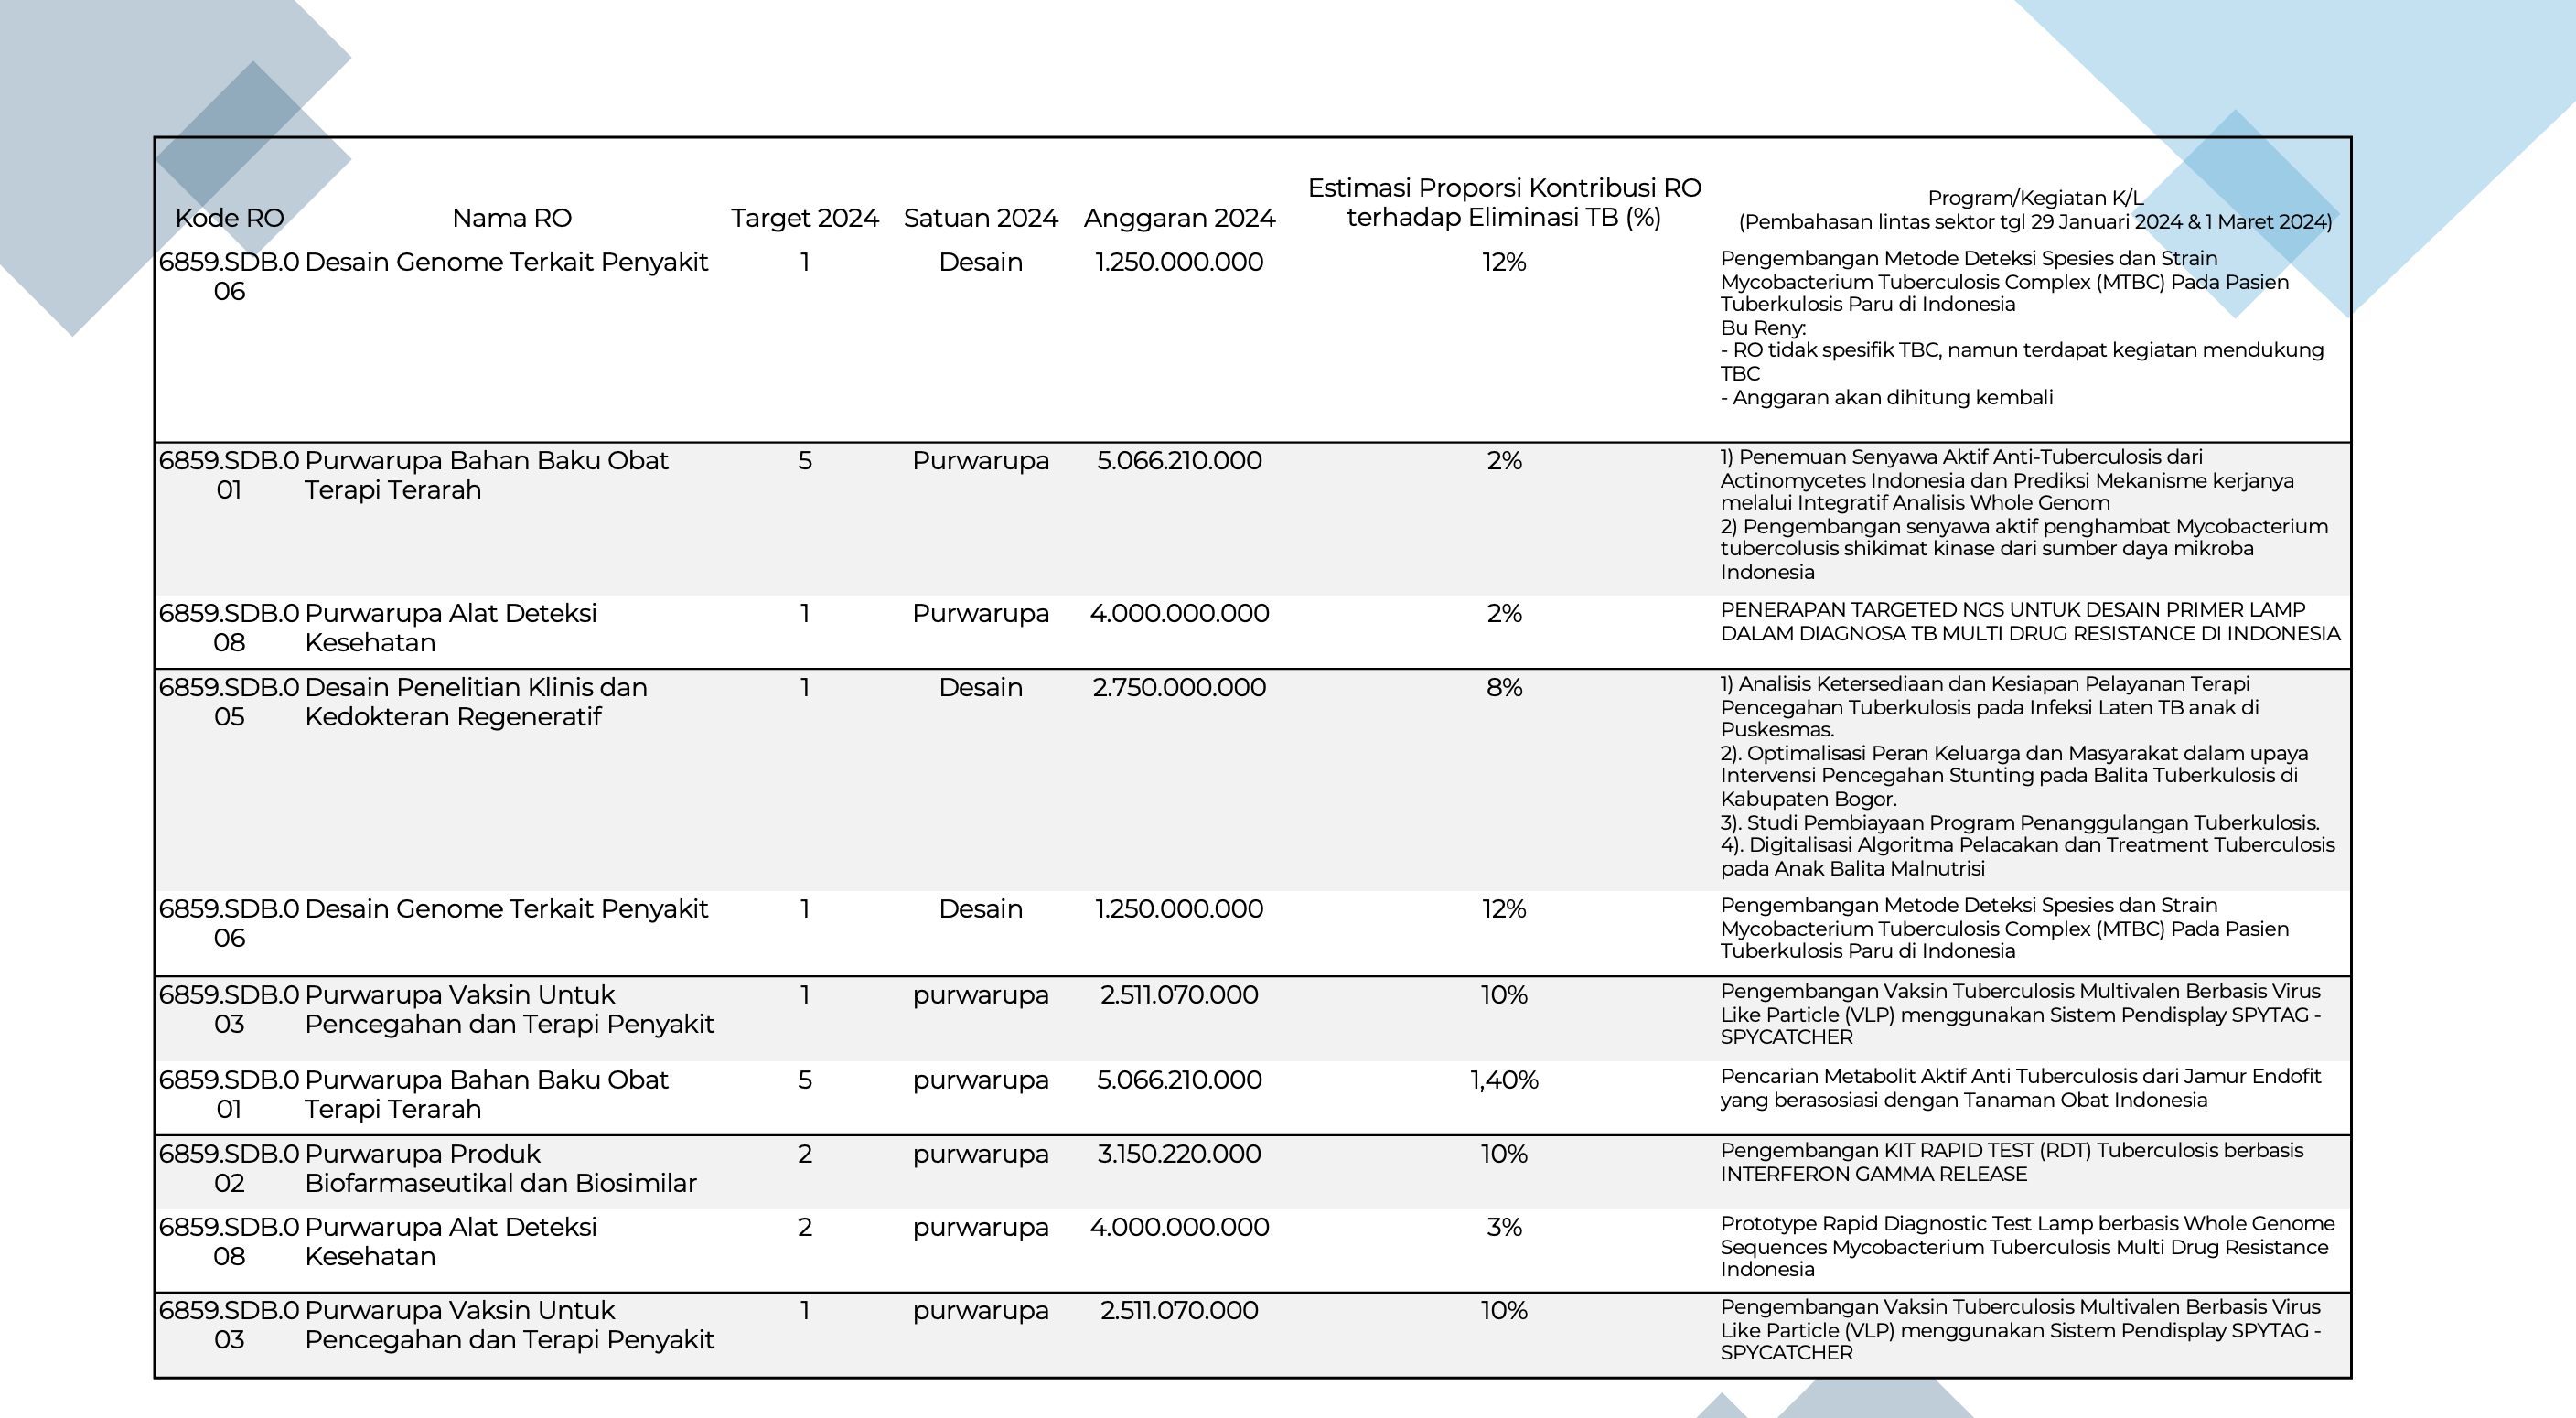 Kode RO
Nama RO
Target 2024
Satuan 2024
Anggaran 2024
Estimasi Proporsi Kontribusi RO
terhadap Eliminasi TB (%)
Program/Kegiatan K/L
(Pembahasan lintas sektor tgl 29 Januari 2024 & 1 Maret 2024)
6859.SDB.0
06
Desain Genome Terkait Penyakit
1
Desain
1.250.000.000
12%
Pengembangan Metode Deteksi Spesies dan Strain
Mycobacterium Tuberculosis Complex (MTBC) Pada Pasien
Tuberkulosis Paru di Indonesia
Bu Reny:
- RO tidak spesifik TBC, namun terdapat kegiatan mendukung
TBC
- Anggaran akan dihitung kembali
6859.SDB.0
01
Purwarupa Bahan Baku Obat
Terapi Terarah
5
Purwarupa
5.066.210.000
2%
1) Penemuan Senyawa Aktif Anti-Tuberculosis dari
Actinomycetes Indonesia dan Prediksi Mekanisme kerjanya
melalui Integratif Analisis Whole Genom
2) Pengembangan senyawa aktif penghambat Mycobacterium
tubercolusis shikimat kinase dari sumber daya mikroba
Indonesia
6859.SDB.0
08
Purwarupa Alat Deteksi
Kesehatan
1
Purwarupa
4.000.000.000
2%
PENERAPAN TARGETED NGS UNTUK DESAIN PRIMER LAMP
DALAM DIAGNOSA TB MULTI DRUG RESISTANCE DI INDONESIA
6859.SDB.0
05
Desain Penelitian Klinis dan
Kedokteran Regeneratif
1
Desain
2.750.000.000
8%
1) Analisis Ketersediaan dan Kesiapan Pelayanan Terapi
Pencegahan Tuberkulosis pada Infeksi Laten TB anak di
Puskesmas.
2). Optimalisasi Peran Keluarga dan Masyarakat dalam upaya
Intervensi Pencegahan Stunting pada Balita Tuberkulosis di
Kabupaten Bogor.
3). Studi Pembiayaan Program Penanggulangan Tuberkulosis.
4). Digitalisasi Algoritma Pelacakan dan Treatment Tuberculosis
pada Anak Balita Malnutrisi
6859.SDB.0
06
Desain Genome Terkait Penyakit
1
Desain
1.250.000.000
12%
Pengembangan Metode Deteksi Spesies dan Strain
Mycobacterium Tuberculosis Complex (MTBC) Pada Pasien
Tuberkulosis Paru di Indonesia
6859.SDB.0
03
Purwarupa Vaksin Untuk
Pencegahan dan Terapi Penyakit
1
purwarupa
2.511.070.000
10%
Pengembangan Vaksin Tuberculosis Multivalen Berbasis Virus
Like Particle (VLP) menggunakan Sistem Pendisplay SPYTAG -
SPYCATCHER
6859.SDB.0
01
Purwarupa Bahan Baku Obat
Terapi Terarah
5
purwarupa
5.066.210.000
1,40%
Pencarian Metabolit Aktif Anti Tuberculosis dari Jamur Endofit
yang berasosiasi dengan Tanaman Obat Indonesia
6859.SDB.0
02
Purwarupa Produk
Biofarmaseutikal dan Biosimilar
2
purwarupa
3.150.220.000
10%
Pengembangan KIT RAPID TEST (RDT) Tuberculosis berbasis
INTERFERON GAMMA RELEASE
6859.SDB.0
08
Purwarupa Alat Deteksi
Kesehatan
2
purwarupa
4.000.000.000
3%
Prototype Rapid Diagnostic Test Lamp berbasis Whole Genome
Sequences Mycobacterium Tuberculosis Multi Drug Resistance
Indonesia
6859.SDB.0
03
Purwarupa Vaksin Untuk
Pencegahan dan Terapi Penyakit
1
purwarupa
2.511.070.000
10%
Pengembangan Vaksin Tuberculosis Multivalen Berbasis Virus
Like Particle (VLP) menggunakan Sistem Pendisplay SPYTAG -
SPYCATCHER